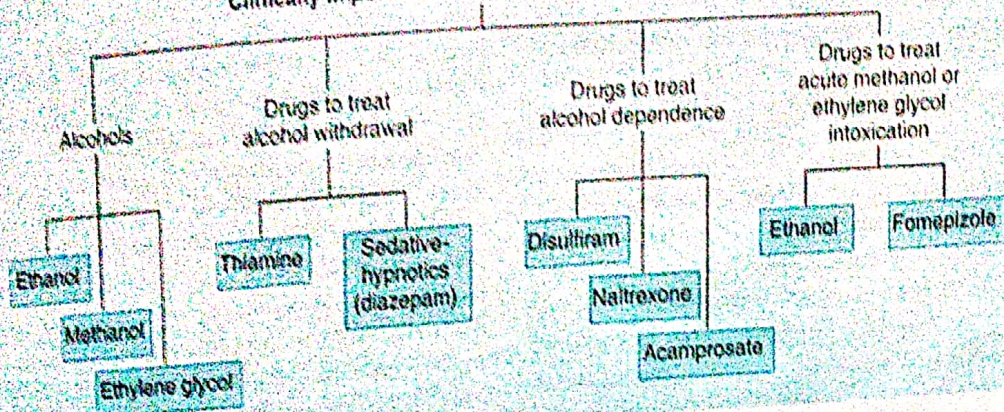 Clinically
Alcohols
Drugs to treat
alcohol withdrawal
Drugs to treat
alcohol dependence
Drugs to treat
acute methanol or
ethylene glycol
intoxication
Ethanol
Methanol
Ethylene glycol
Thiamine
Sedative-
hypnotics
(diazepam)
Disulfiram
Naltrexone
Acamprosate
Ethanol
Fomepizole